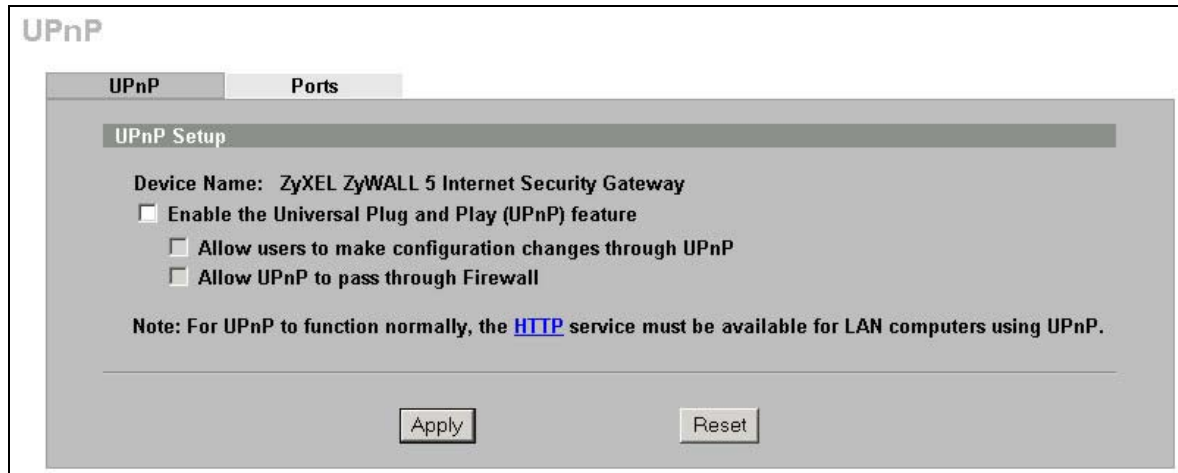 UPnP
UPnP Ports
UPnP Setup
Device Name: ZyXEL ZyWALL 5 Internet Security Gateway
Enable the Universal Plug and Play (UPnP) feature
Allow users to make configuration changes through UPnP
Allow UPnP to pass through Firewall
Note: For UPnP to function normally, the HTTP service must be available for LAN computers using UPnP.
Apply Reset